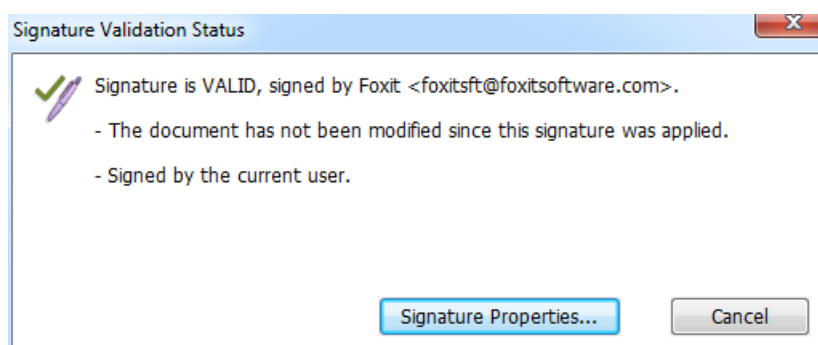 Signature Validation Status
Signature is VALID, signed by Foxit <foxitsft@foxitsoftware.com>.
- The document has not been modified since this signature was applied.
- Signed by the current user.
Signature Properties... Cancel